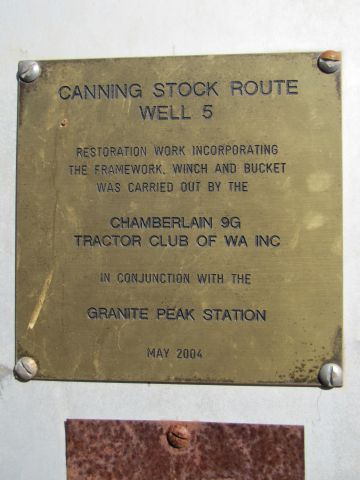 CANNING STOCK ROUTE
WELL 5
RESTORATION WORK INCORPORATING
THE FRAMEWORK, WINCH AND BUCKET
WAS CARRIED OUT BY THE
CHAMBERLAIN 9G
TRACTOR CLUB OF WA INC
IN CONJUNCTION WITH THE
GRANITE PEAK STATION
MAY 2004